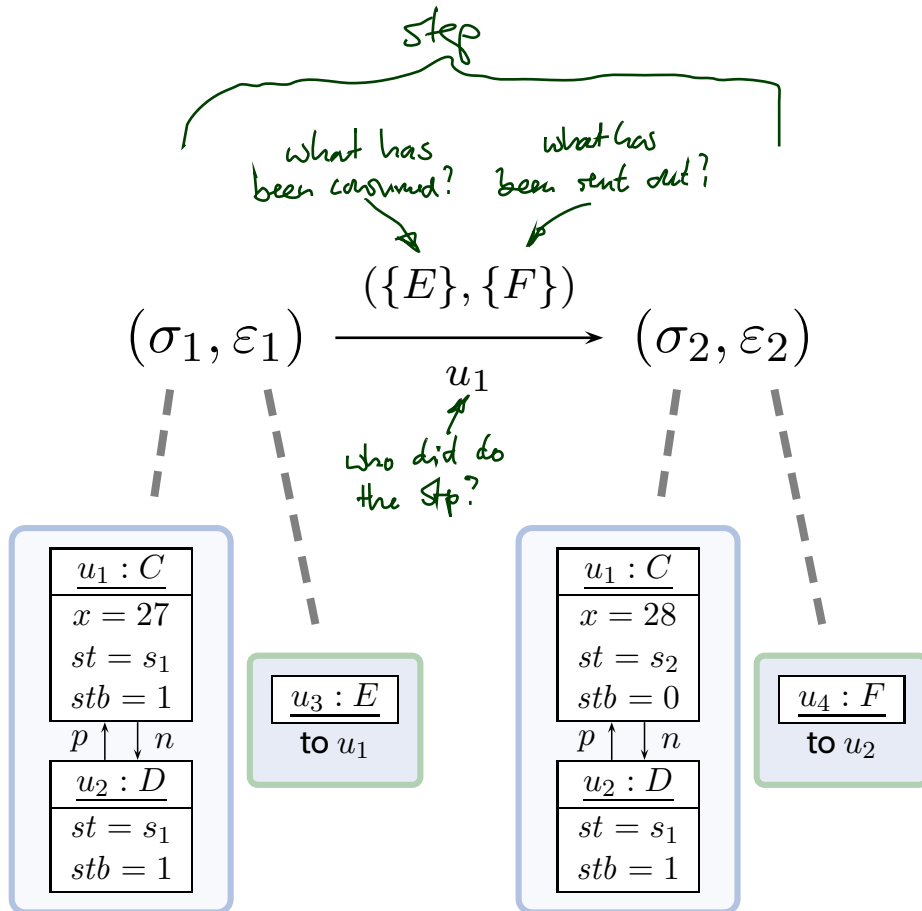 step
what has
been consumed?
what has
been sent out?
({E}, {F})
(σ₁, ε₁)
(σ₂, ε₂)
u₁
who did do
the Stp?
u₁ : C
x = 27
st = s₁
stb = 1
p
n
u₂ : D
st = s₁
stb = 1
u₃ : E
to u₁
u₁ : C
x = 28
st = s₂
stb = 0
p
n
u₂ : D
st = s₁
stb = 1
u₄ : F
to u₂